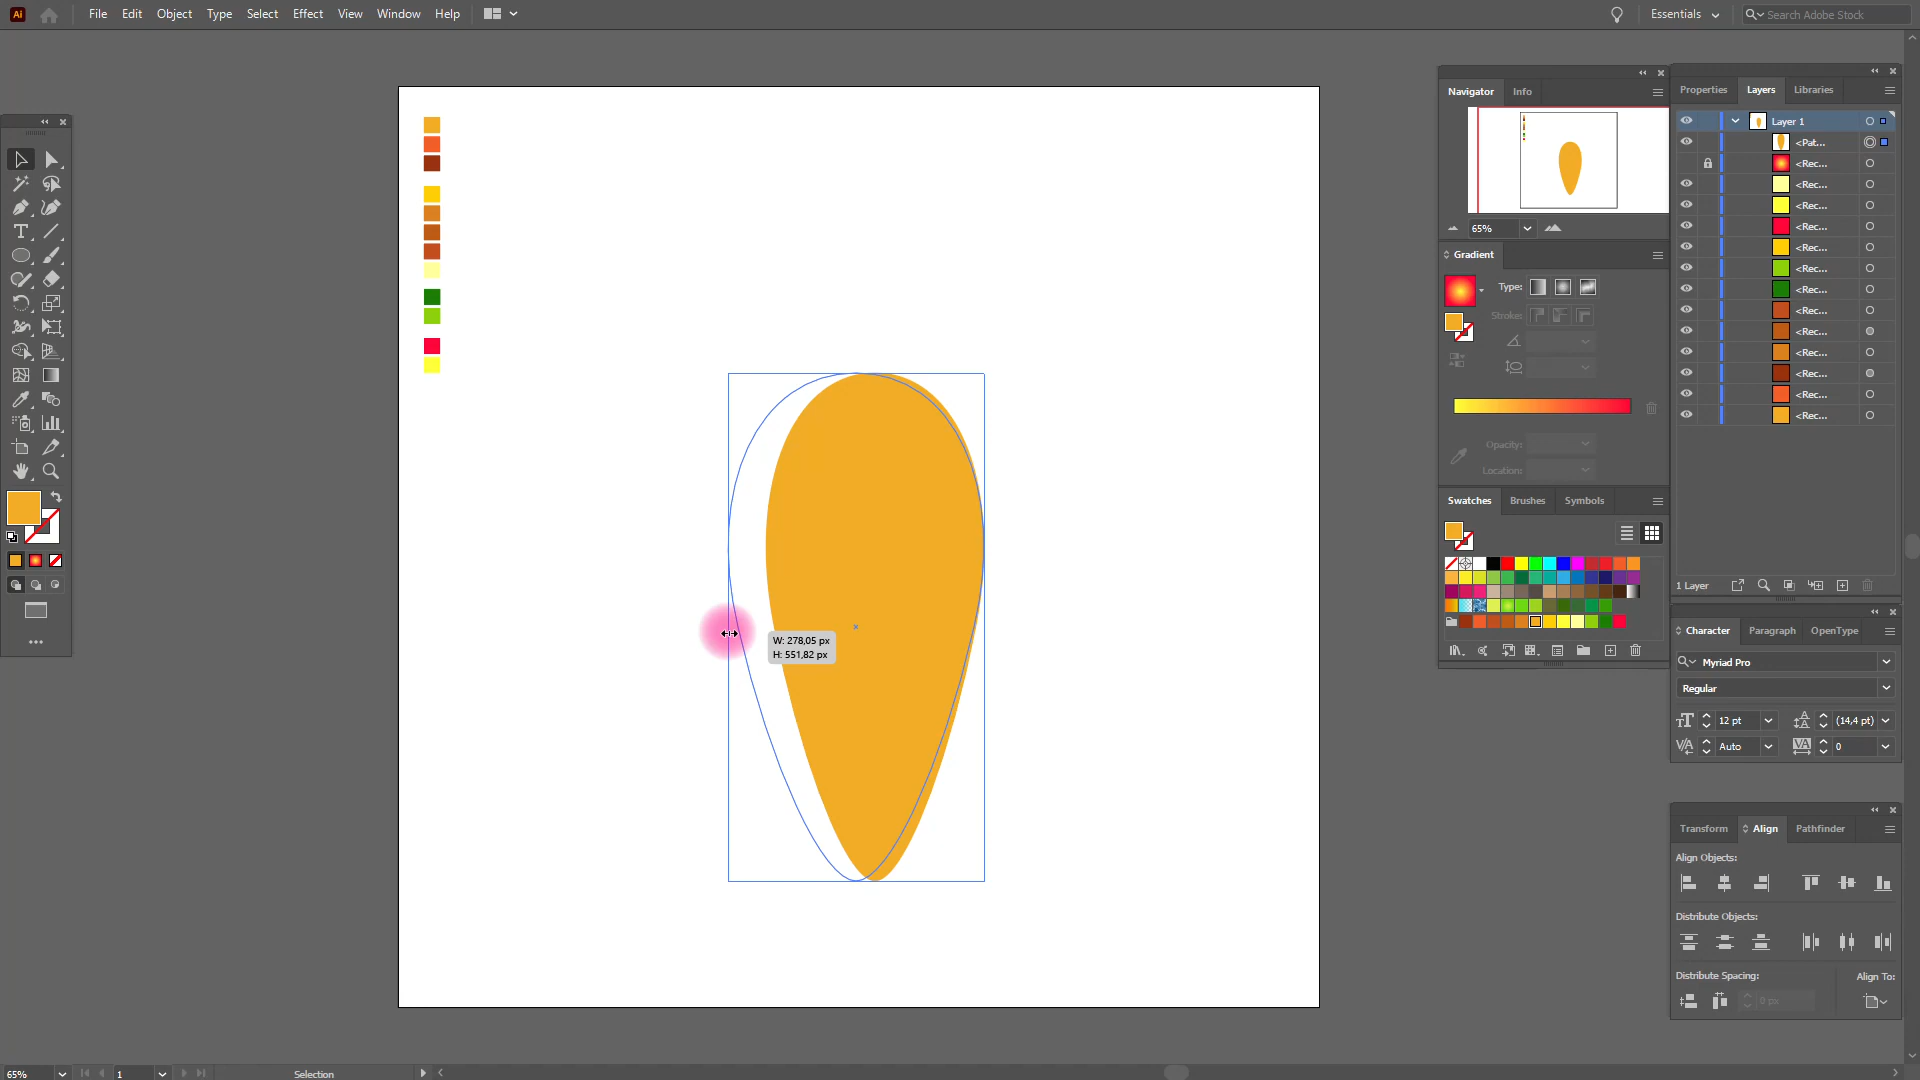 Ai File Edit Object Type Select Effect View Window Help Essentials Search Adobe Stock
Navigator Info
65%
Gradient
Type:
Stroke:
Opacity:
Location:
Swatches Brushes Symbols
Properties Layers Libraries
Layer 1
<Pat...
<Rec...
<Rec...
<Rec...
<Rec...
<Rec...
<Rec...
<Rec...
<Rec...
<Rec...
<Rec...
<Rec...
<Rec...
<Rec...
1 Layer
Character Paragraph OpenType
Myriad Pro
Regular
12 pt (14,4 pt)
Auto 0
Transform Align Pathfinder
Align Objects:
Distribute Objects:
Distribute Spacing: Align To:
0 px
W: 278,05 px
H: 551,82 px
65% 1 Selection